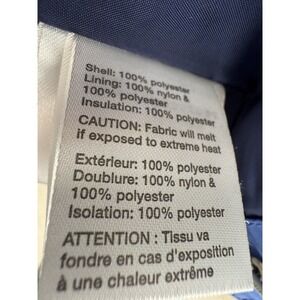 Shell: 100% polyester
Lining: 100% nylon &
100% polyester
Insulation: 100% polyester
CAUTION: Fabric will melt
if exposed to extreme heat
Extérieur: 100% polyester
Doublure: 100% nylon &
100% polyester
Isolation: 100% polyester
ATTENTION : Tissu va
fondre en cas d'exposition
à une chaleur extrême